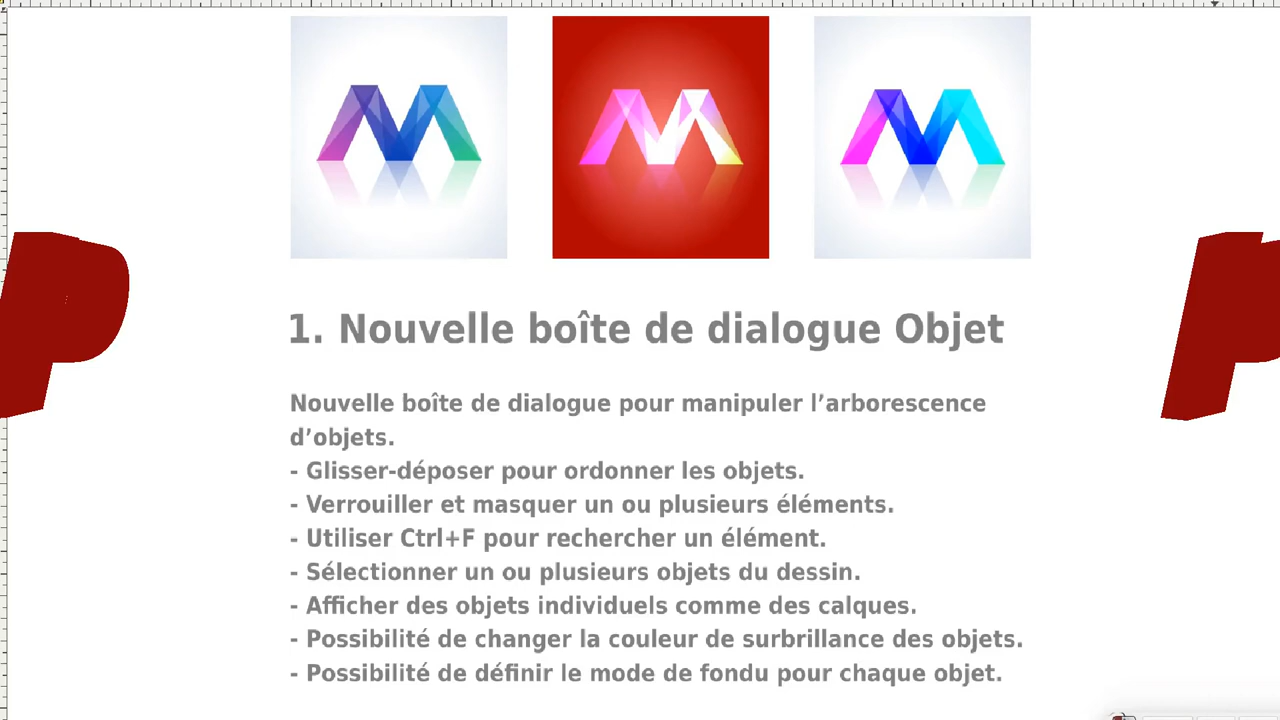 1. Nouvelle boîte de dialogue Objet
Nouvelle boîte de dialogue pour manipuler l’arborescence
d’objets.
- Glisser-déposer pour ordonner les objets.
- Verrouiller et masquer un ou plusieurs éléments.
- Utiliser Ctrl+F pour rechercher un élément.
- Sélectionner un ou plusieurs objets du dessin.
- Afficher des objets individuels comme des calques.
- Possibilité de changer la couleur de surbrillance des objets.
- Possibilité de définir le mode de fondu pour chaque objet.
P
P